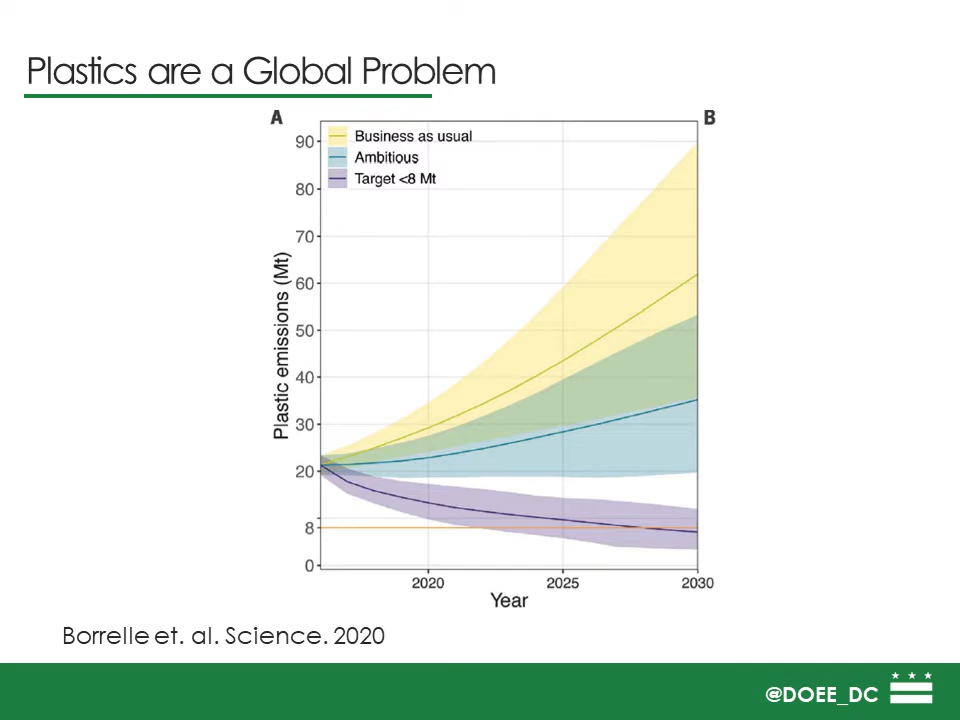 Plastics are a Global Problem
A
B
Business as usual
Ambitious
Target <8 Mt
90
80
70
60
50
40
30
20
8
0
Plastic emissions (Mt)
2020
2025
2030
Year
Borrelle et. al. Science. 2020
@DOEE_DC